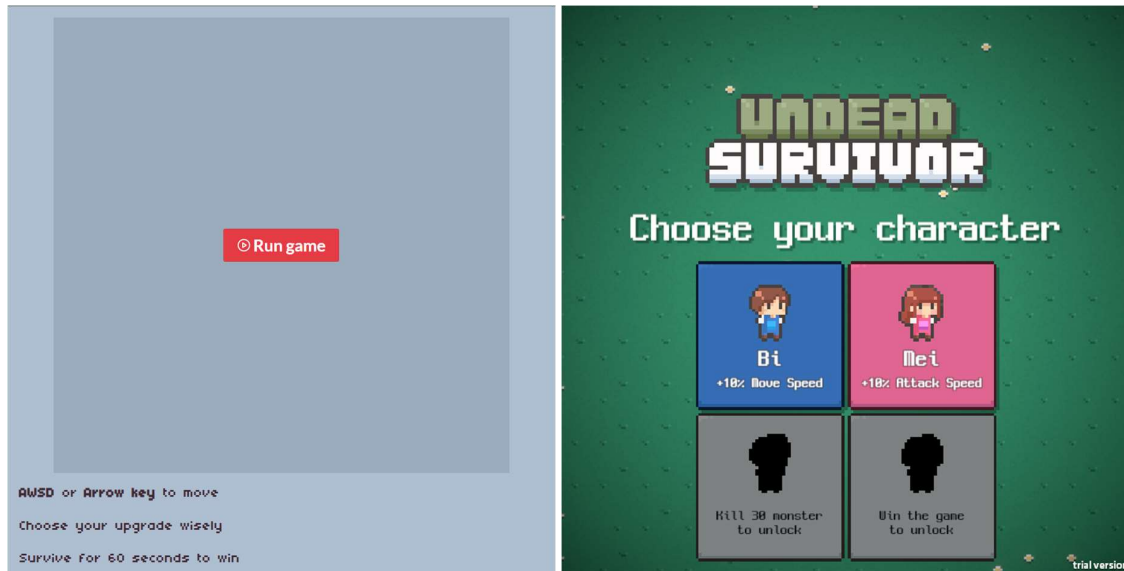 Run game
AWSD or Arrow key to move
Choose your upgrade wisely
Survive for 60 seconds to win
UNDEAD
SURVIVOR
Choose your character
Bi
+10% Move Speed
Mei
+10% Attack Speed
Kill 30 monster
to unlock
Win the game
to unlock
trial version